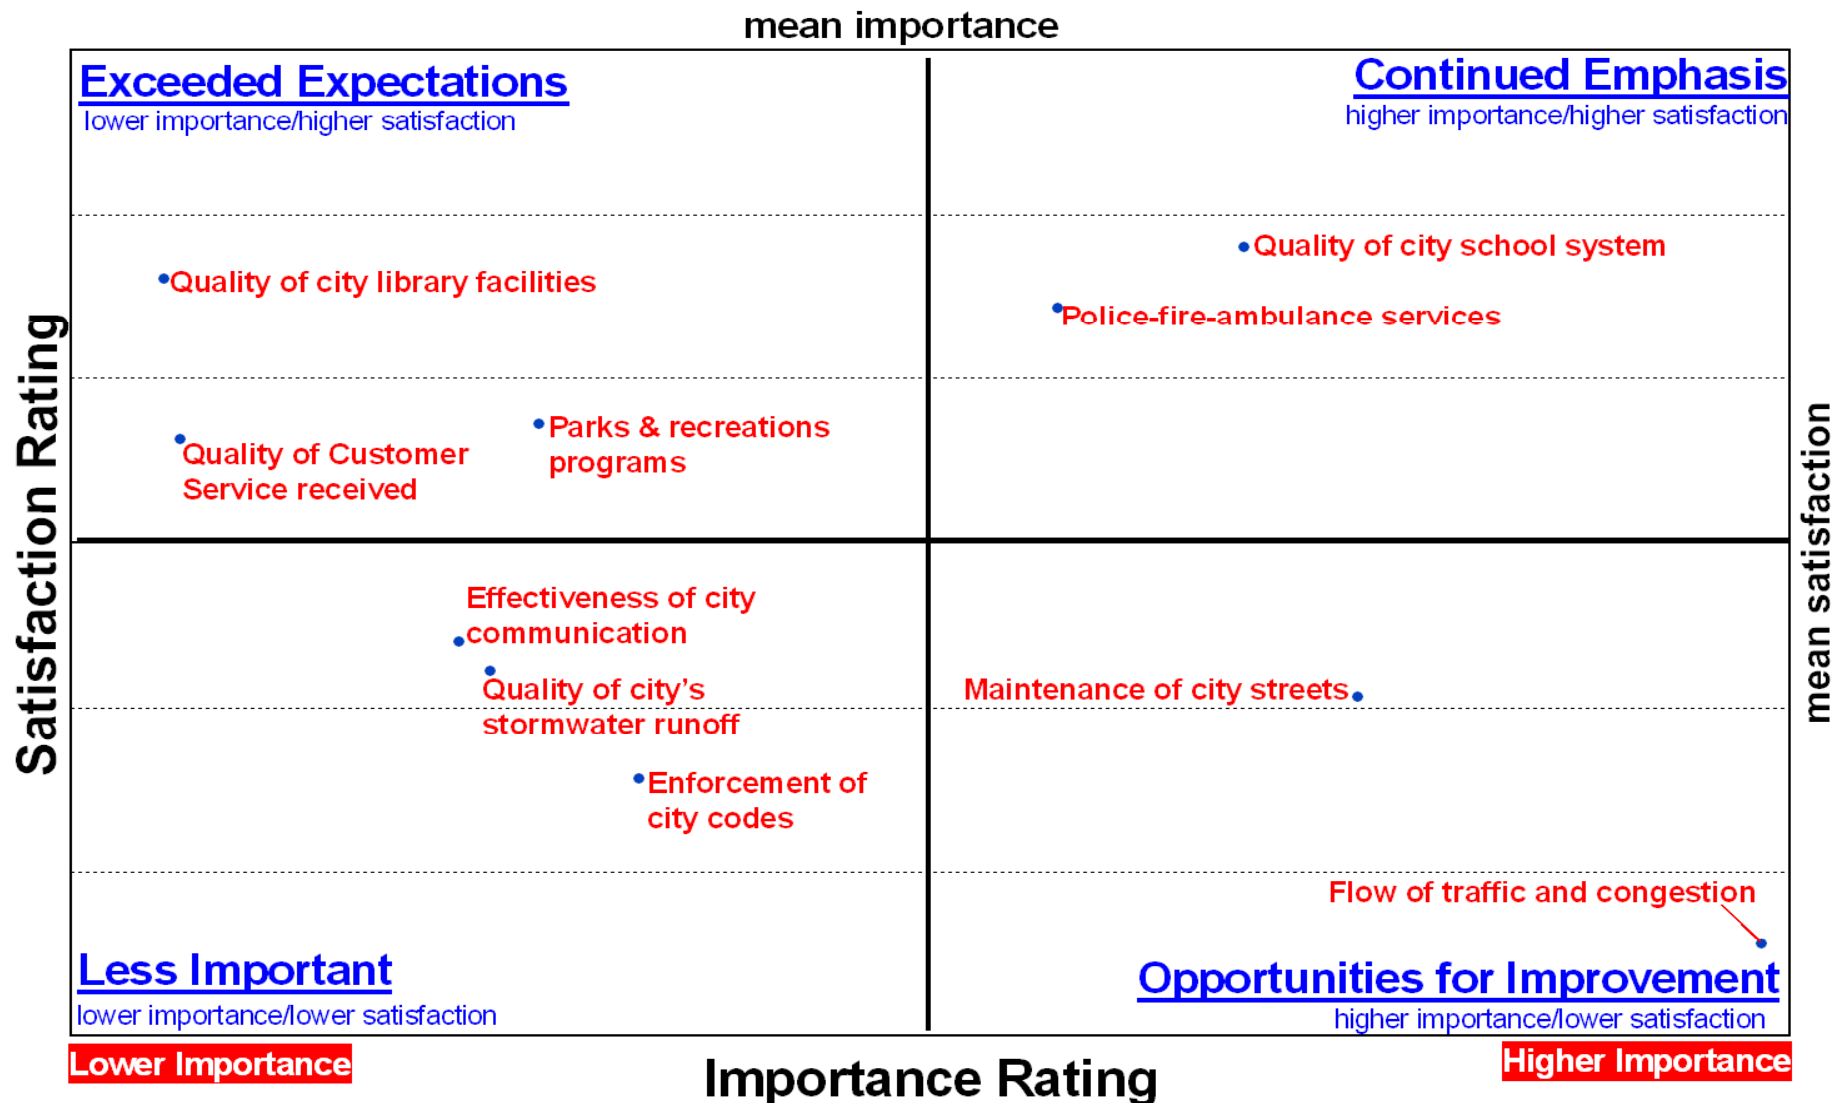 mean importance
Exceeded Expectations
lower importance/higher satisfaction
Continued Emphasis
higher importance/higher satisfaction
Quality of city school system
Quality of city library facilities
Police-fire-ambulance services
Parks & recreations
programs
Quality of Customer
Service received
Satisfaction Rating
mean satisfaction
Effectiveness of city
communication
Quality of city’s
stormwater runoff
Maintenance of city streets
Enforcement of
city codes
Flow of traffic and congestion
Less Important
lower importance/lower satisfaction
Opportunities for Improvement
higher importance/lower satisfaction
Lower Importance
Importance Rating
Higher Importance